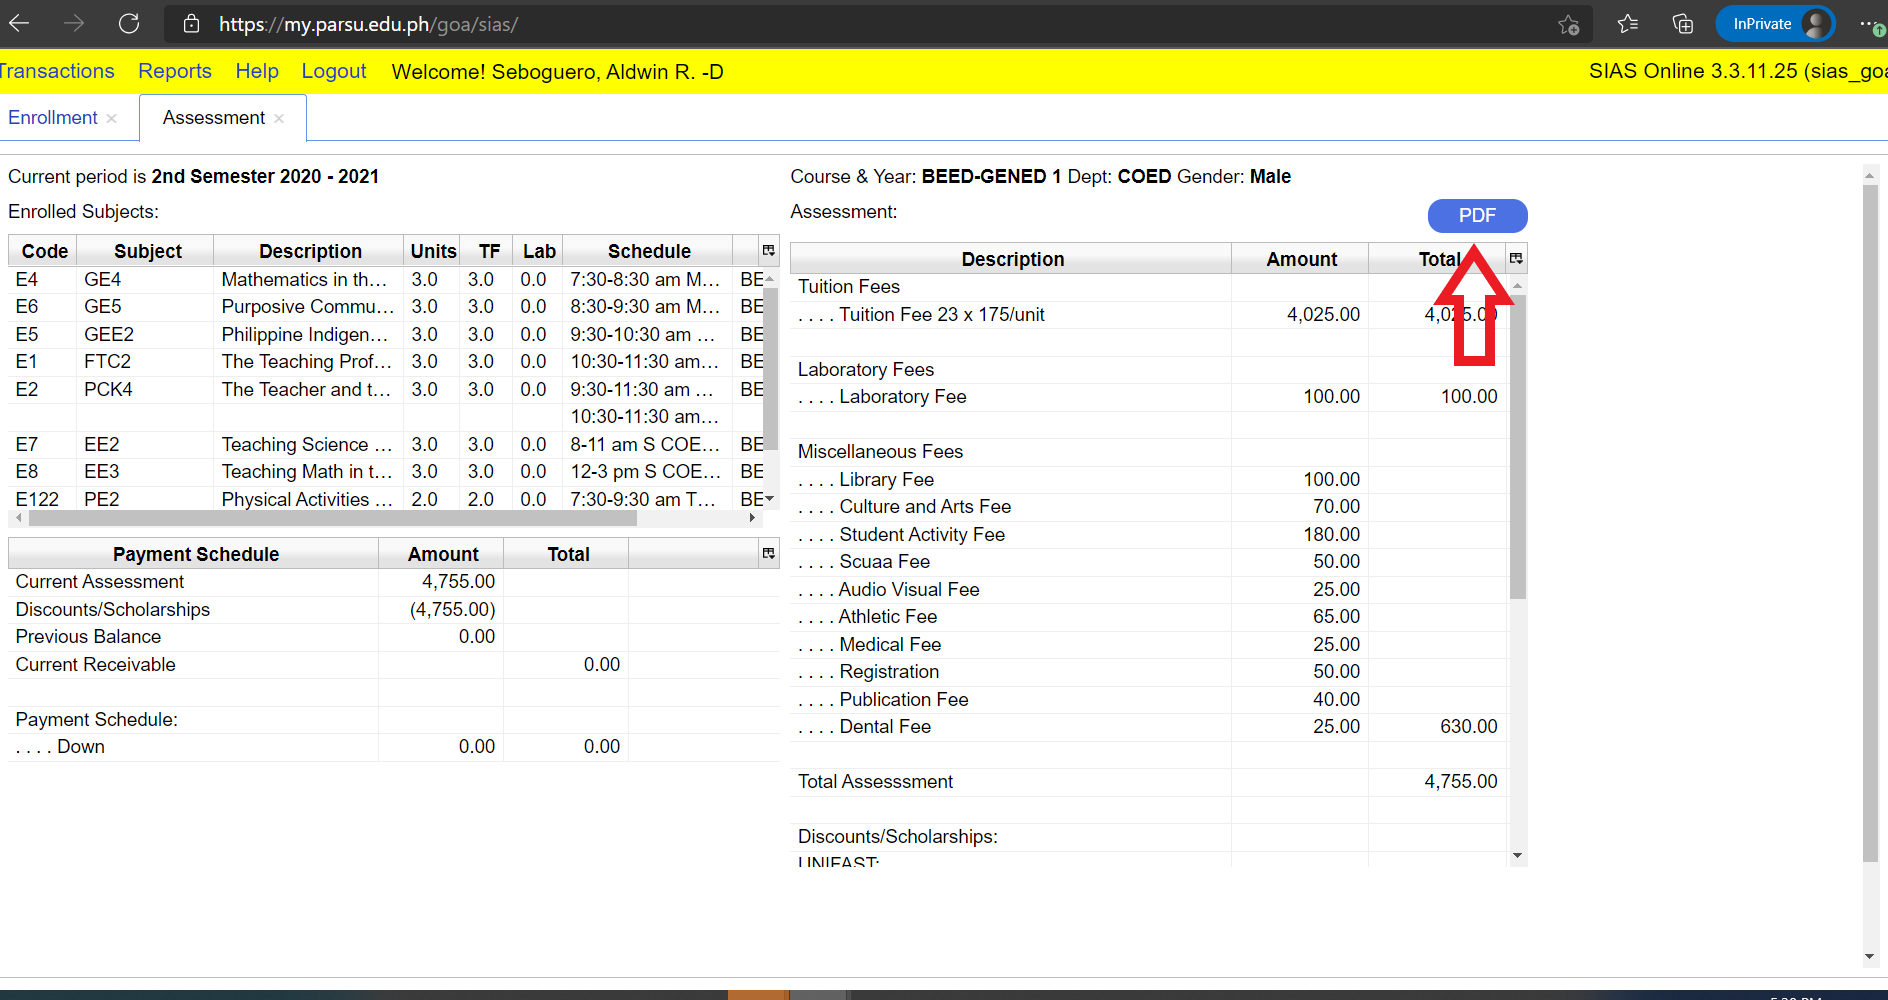 https://my.parsu.edu.ph/goa/sias/
InPrivate
Transactions Reports Help Logout Welcome! Seboguero, Aldwin R. -D SIAS Online 3.3.11.25 (sias_goa
Enrollment × Assessment ×
Current period is 2nd Semester 2020 - 2021
Enrolled Subjects:
Code Subject Description Units TF Lab Schedule
E4 GE4 Mathematics in th... 3.0 3.0 0.0 7:30-8:30 am M... BE
E6 GE5 Purposive Commu... 3.0 3.0 0.0 8:30-9:30 am M... BE
E5 GEE2 Philippine Indigen... 3.0 3.0 0.0 9:30-10:30 am ... BE
E1 FTC2 The Teaching Prof... 3.0 3.0 0.0 10:30-11:30 am... BE
E2 PCK4 The Teacher and t... 3.0 3.0 0.0 9:30-11:30 am ... BE
10:30-11:30 am...
E7 EE2 Teaching Science ... 3.0 3.0 0.0 8-11 am S COE... BE
E8 EE3 Teaching Math in t... 3.0 3.0 0.0 12-3 pm S COE... BE
E122 PE2 Physical Activities ... 2.0 2.0 0.0 7:30-9:30 am T... BE
Payment Schedule Amount Total
Current Assessment 4,755.00
Discounts/Scholarships (4,755.00)
Previous Balance 0.00
Current Receivable 0.00
Payment Schedule:
. . . . Down 0.00 0.00
Course & Year: BEED-GENED 1 Dept: COED Gender: Male
Assessment:
PDF
Description Amount Total
Tuition Fees
. . . . Tuition Fee 23 x 175/unit 4,025.00 4,025.00
Laboratory Fees
. . . . Laboratory Fee 100.00 100.00
Miscellaneous Fees
. . . . Library Fee 100.00
. . . . Culture and Arts Fee 70.00
. . . . Student Activity Fee 180.00
. . . . Scuaa Fee 50.00
. . . . Audio Visual Fee 25.00
. . . . Athletic Fee 65.00
. . . . Medical Fee 25.00
. . . . Registration 50.00
. . . . Publication Fee 40.00
. . . . Dental Fee 25.00 630.00
Total Assesssment 4,755.00
Discounts/Scholarships:
UNIFAST: